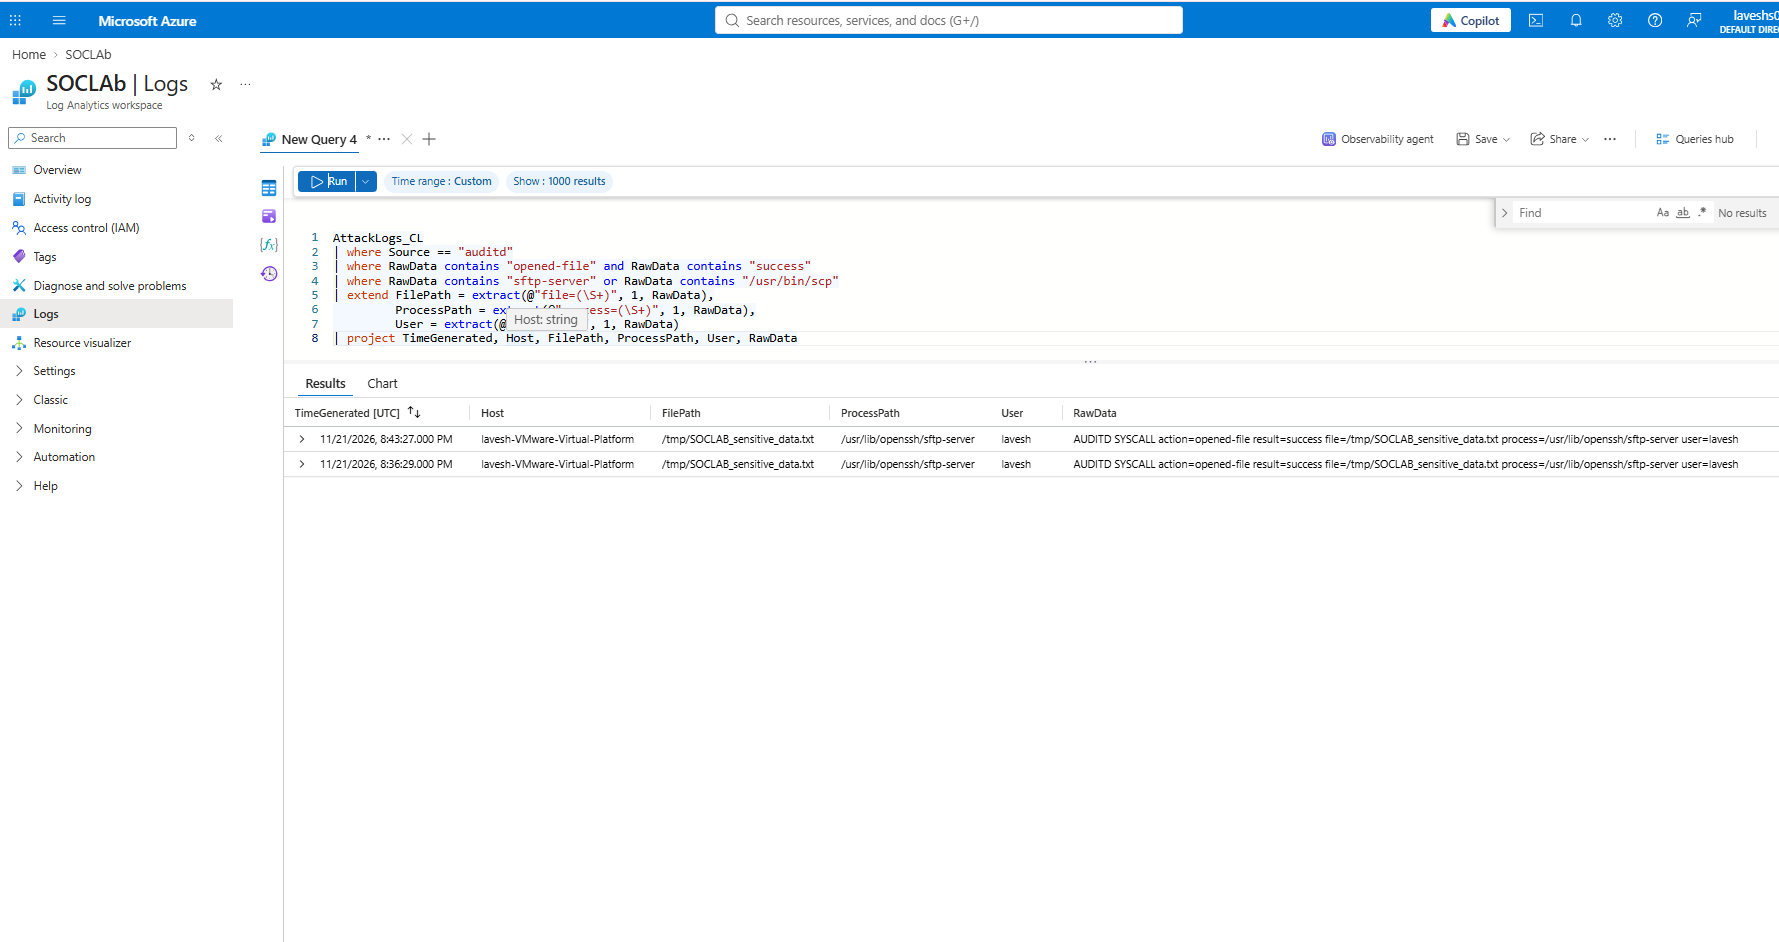 Microsoft Azure
Search resources, services, and docs (G+/)
Copilot
laveshs0
DEFAULT DIRE
Home › SOCLAb
SOCLAb | Logs
Log Analytics workspace
Search
Overview
Activity log
Access control (IAM)
Tags
Diagnose and solve problems
Logs
Resource visualizer
Settings
Classic
Monitoring
Automation
Help
New Query 4 *
Observability agent
Save
Share
Queries hub
Run
Time range : Custom
Show : 1000 results
Find
Aa ab .* No results
1 AttackLogs_CL
2 | where Source == "auditd"
3 | where RawData contains "opened-file" and RawData contains "success"
4 | where RawData contains "sftp-server" or RawData contains "/usr/bin/scp"
5 | extend FilePath = extract(@"file=(\S+)", 1, RawData),
6 ProcessPath = cess=(\S+)", 1, RawData),
7 User = extract(@ , 1, RawData)
Host: string
8 | project TimeGenerated, Host, FilePath, ProcessPath, User, RawData
Results Chart
TimeGenerated [UTC] Host FilePath ProcessPath User RawData
11/21/2026, 8:43:27.000 PM lavesh-VMware-Virtual-Platform /tmp/SOCLAB_sensitive_data.txt /usr/lib/openssh/sftp-server lavesh AUDITD SYSCALL action=opened-file result=success file=/tmp/SOCLAB_sensitive_data.txt process=/usr/lib/openssh/sftp-server user=lavesh
11/21/2026, 8:36:29.000 PM lavesh-VMware-Virtual-Platform /tmp/SOCLAB_sensitive_data.txt /usr/lib/openssh/sftp-server lavesh AUDITD SYSCALL action=opened-file result=success file=/tmp/SOCLAB_sensitive_data.txt process=/usr/lib/openssh/sftp-server user=lavesh